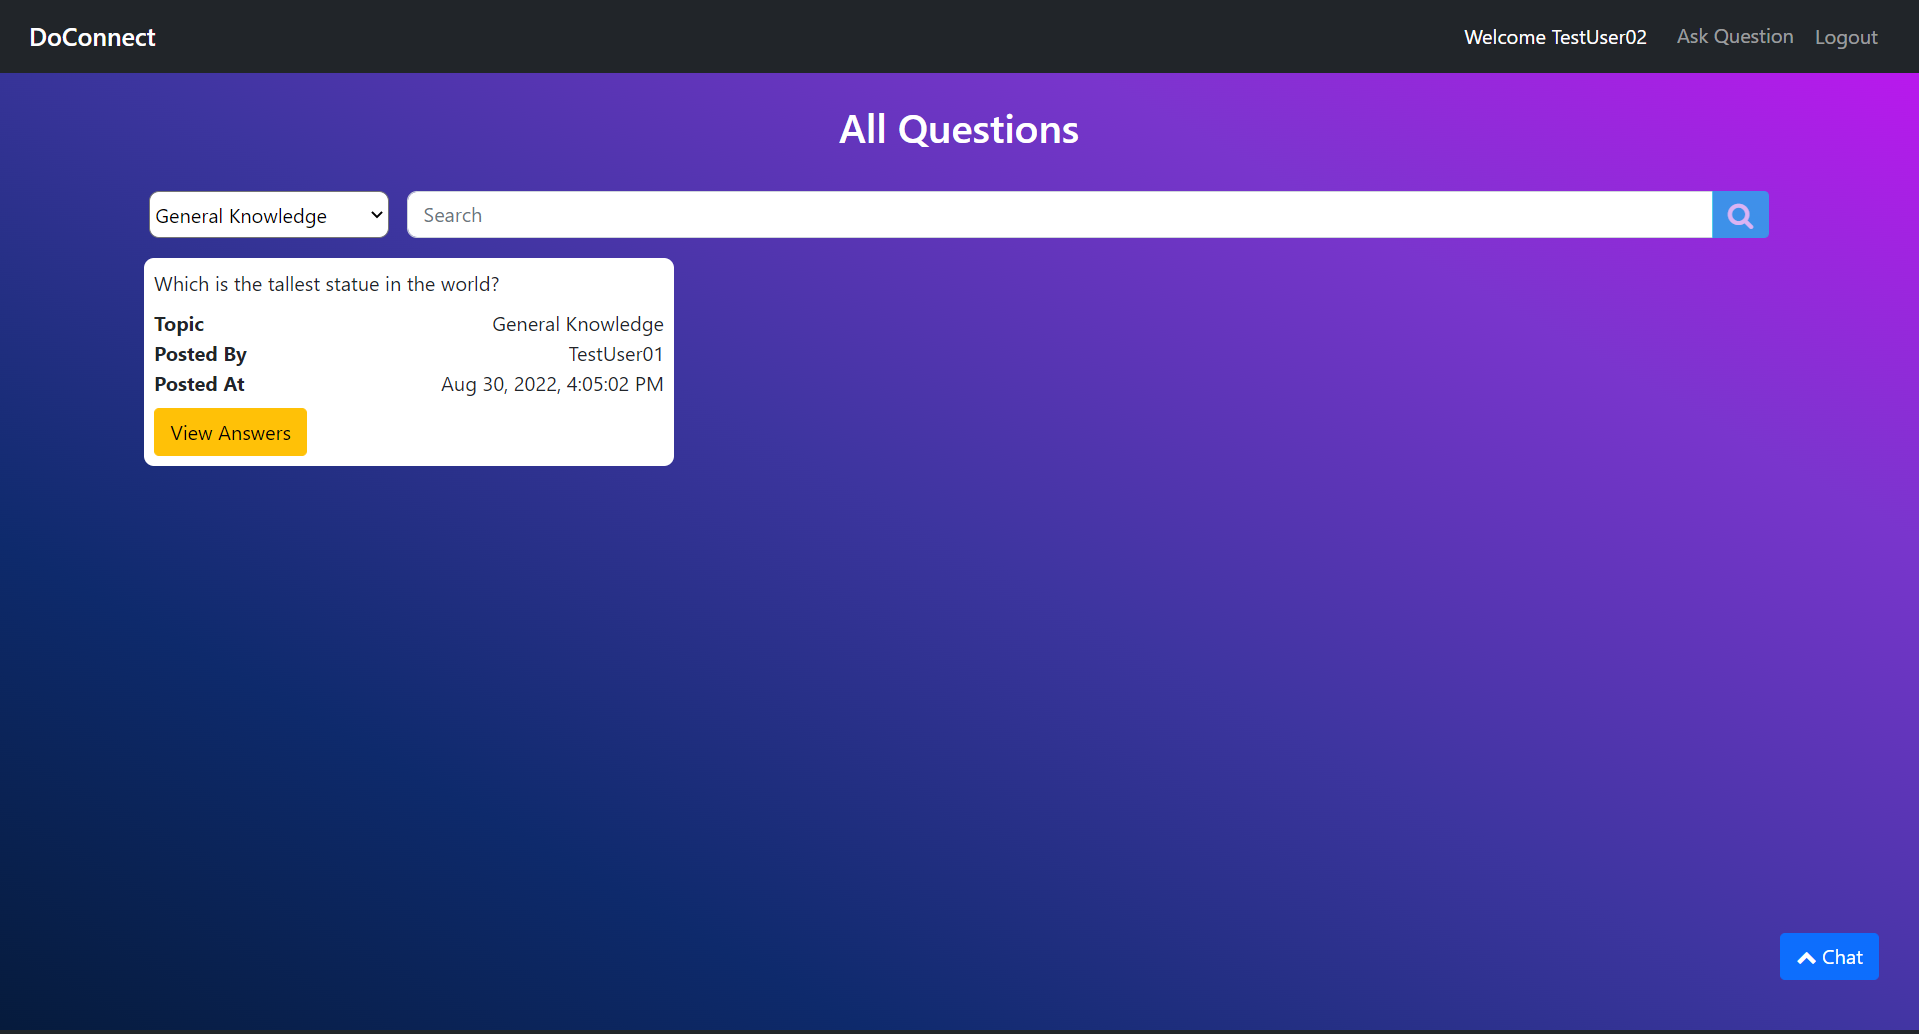 DoConnect
Welcome TestUser02 Ask Question Logout
All Questions
General Knowledge Search
Which is the tallest statue in the world?
Topic General Knowledge
Posted By TestUser01
Posted At Aug 30, 2022, 4:05:02 PM
View Answers
Chat